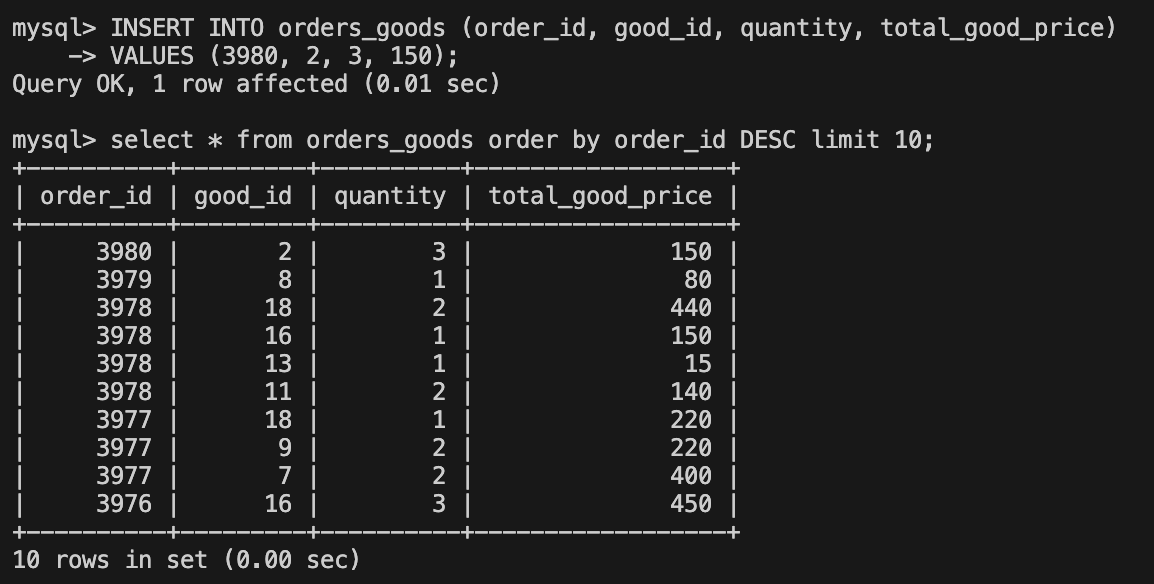 mysql> INSERT INTO orders_goods (order_id, good_id, quantity, total_good_price)
    -> VALUES (3980, 2, 3, 150);
Query OK, 1 row affected (0.01 sec)

mysql> select * from orders_goods order by order_id DESC limit 10;
+----------+---------+----------+------------------+
| order_id | good_id | quantity | total_good_price |
+----------+---------+----------+------------------+
|     3980 |       2 |        3 |              150 |
|     3979 |       8 |        1 |               80 |
|     3978 |      18 |        2 |              440 |
|     3978 |      16 |        1 |              150 |
|     3978 |      13 |        1 |               15 |
|     3978 |      11 |        2 |              140 |
|     3977 |      18 |        1 |              220 |
|     3977 |       9 |        2 |              220 |
|     3977 |       7 |        2 |              400 |
|     3976 |      16 |        3 |              450 |
+----------+---------+----------+------------------+
10 rows in set (0.00 sec)